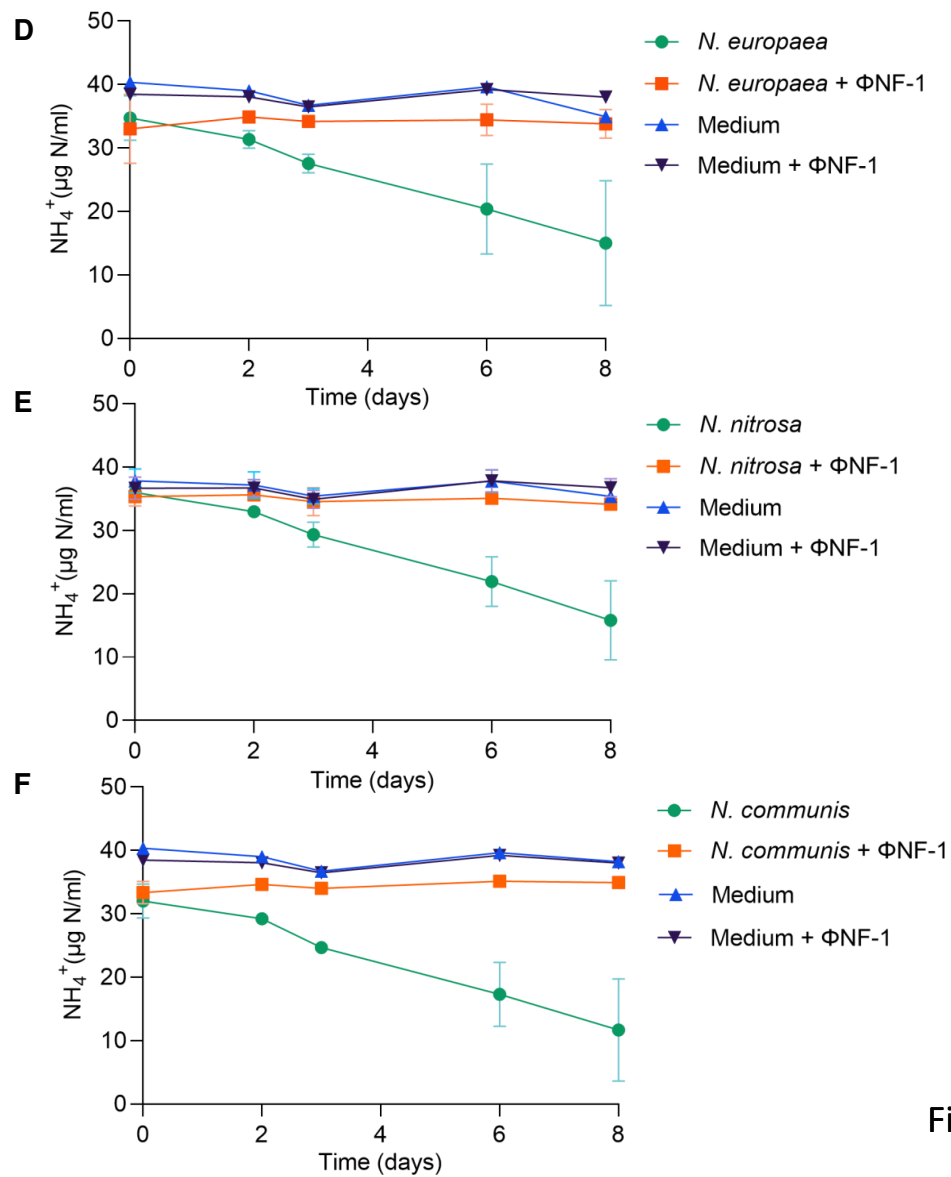 D
50
40
30
20
10
0
NH₄⁺(µg N/ml)
0 2 4 6 8
Time (days)
N. europaea
N. europaea + ΦNF-1
Medium
Medium + ΦNF-1
E
50
40
30
20
10
0
NH₄⁺(µg N/ml)
0 2 4 6 8
Time (days)
N. nitrosa
N. nitrosa + ΦNF-1
Medium
Medium + ΦNF-1
F
50
40
30
20
10
0
NH₄⁺(µg N/ml)
0 2 4 6 8
Time (days)
N. communis
N. communis + ΦNF-1
Medium
Medium + ΦNF-1
Fi